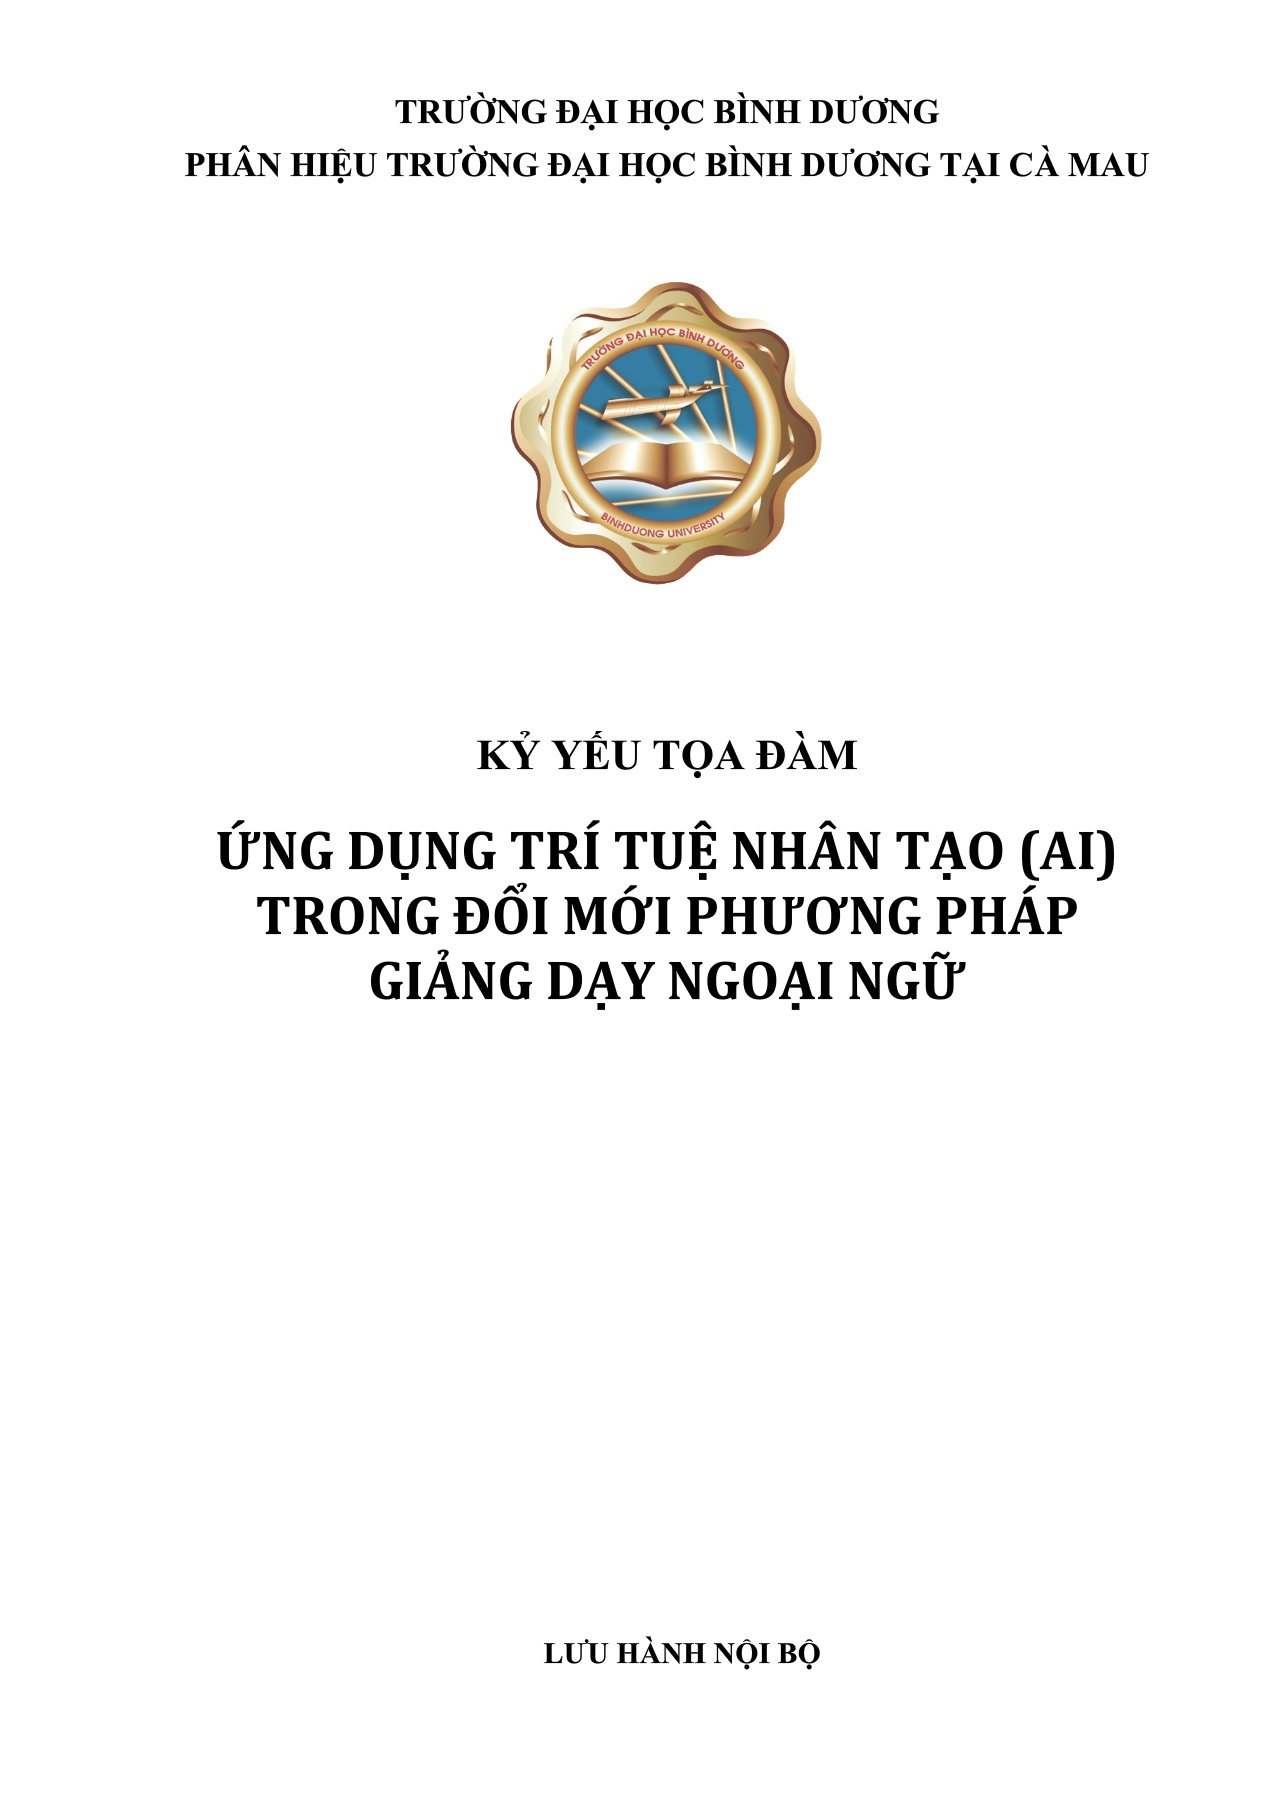 TRƯỜNG ĐẠI HỌC BÌNH DƯƠNG
PHÂN HIỆU TRƯỜNG ĐẠI HỌC BÌNH DƯƠNG TẠI CÀ MAU
TRƯỜNG ĐẠI HỌC BÌNH DƯƠNG
BINHDUONG UNIVERSITY
KỶ YẾU TỌA ĐÀM
ỨNG DỤNG TRÍ TUỆ NHÂN TẠO (AI)
TRONG ĐỔI MỚI PHƯƠNG PHÁP
GIẢNG DẠY NGOẠI NGỮ
LƯU HÀNH NỘI BỘ